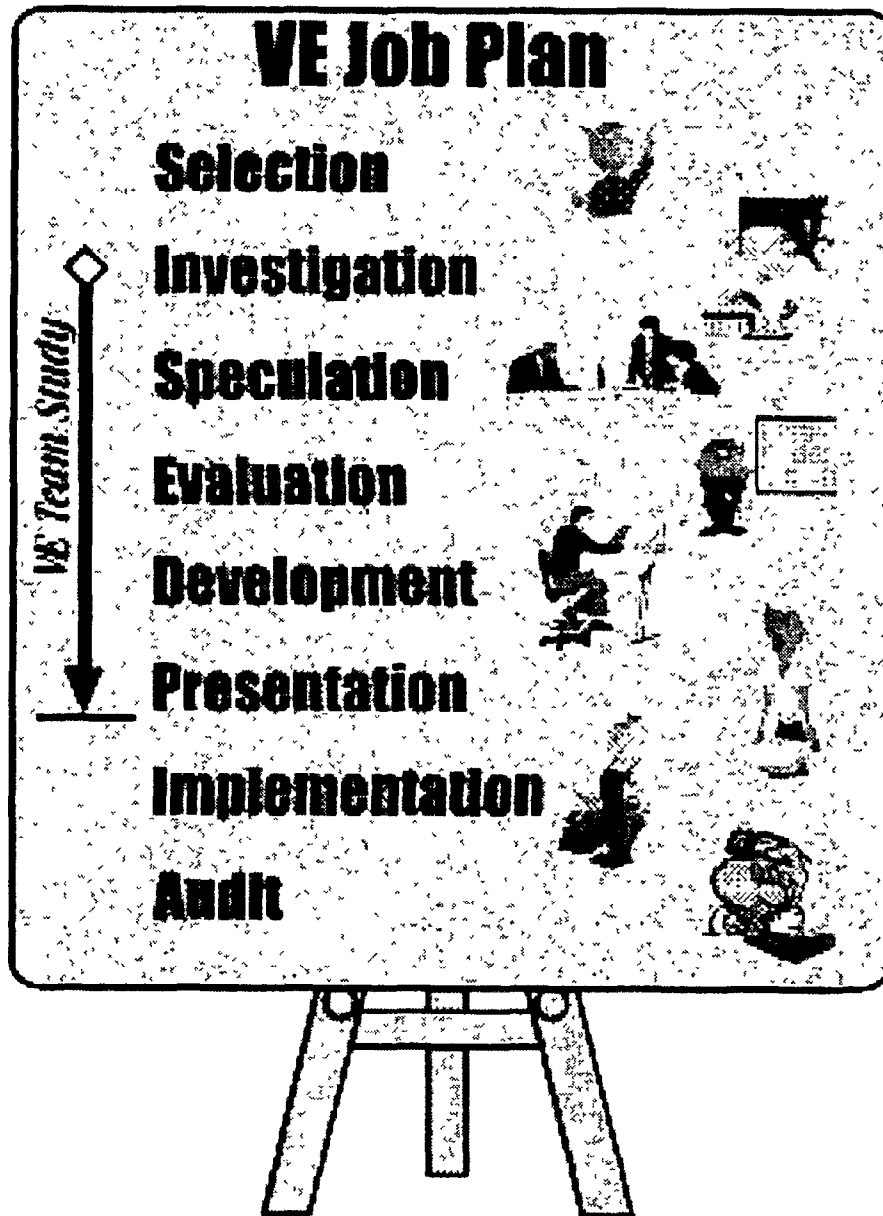 VE Job Plan
Selection
Investigation
Speculation
Evaluation
Development
Presentation
Implementation
Audit
VE Team Study